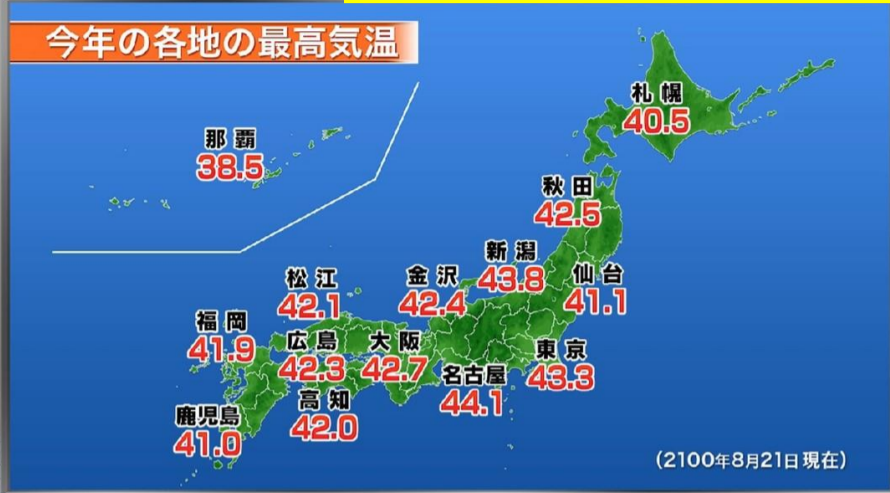 今年の各地の最高気温
札幌
40.5
那覇
38.5
秋田
42.5
新潟
43.8
仙台
41.1
金沢
42.4
松江
42.1
福岡
41.9
広島
42.3
大阪
42.7
東京
43.3
名古屋
44.1
高知
42.0
鹿児島
41.0
(2100年8月21日現在)